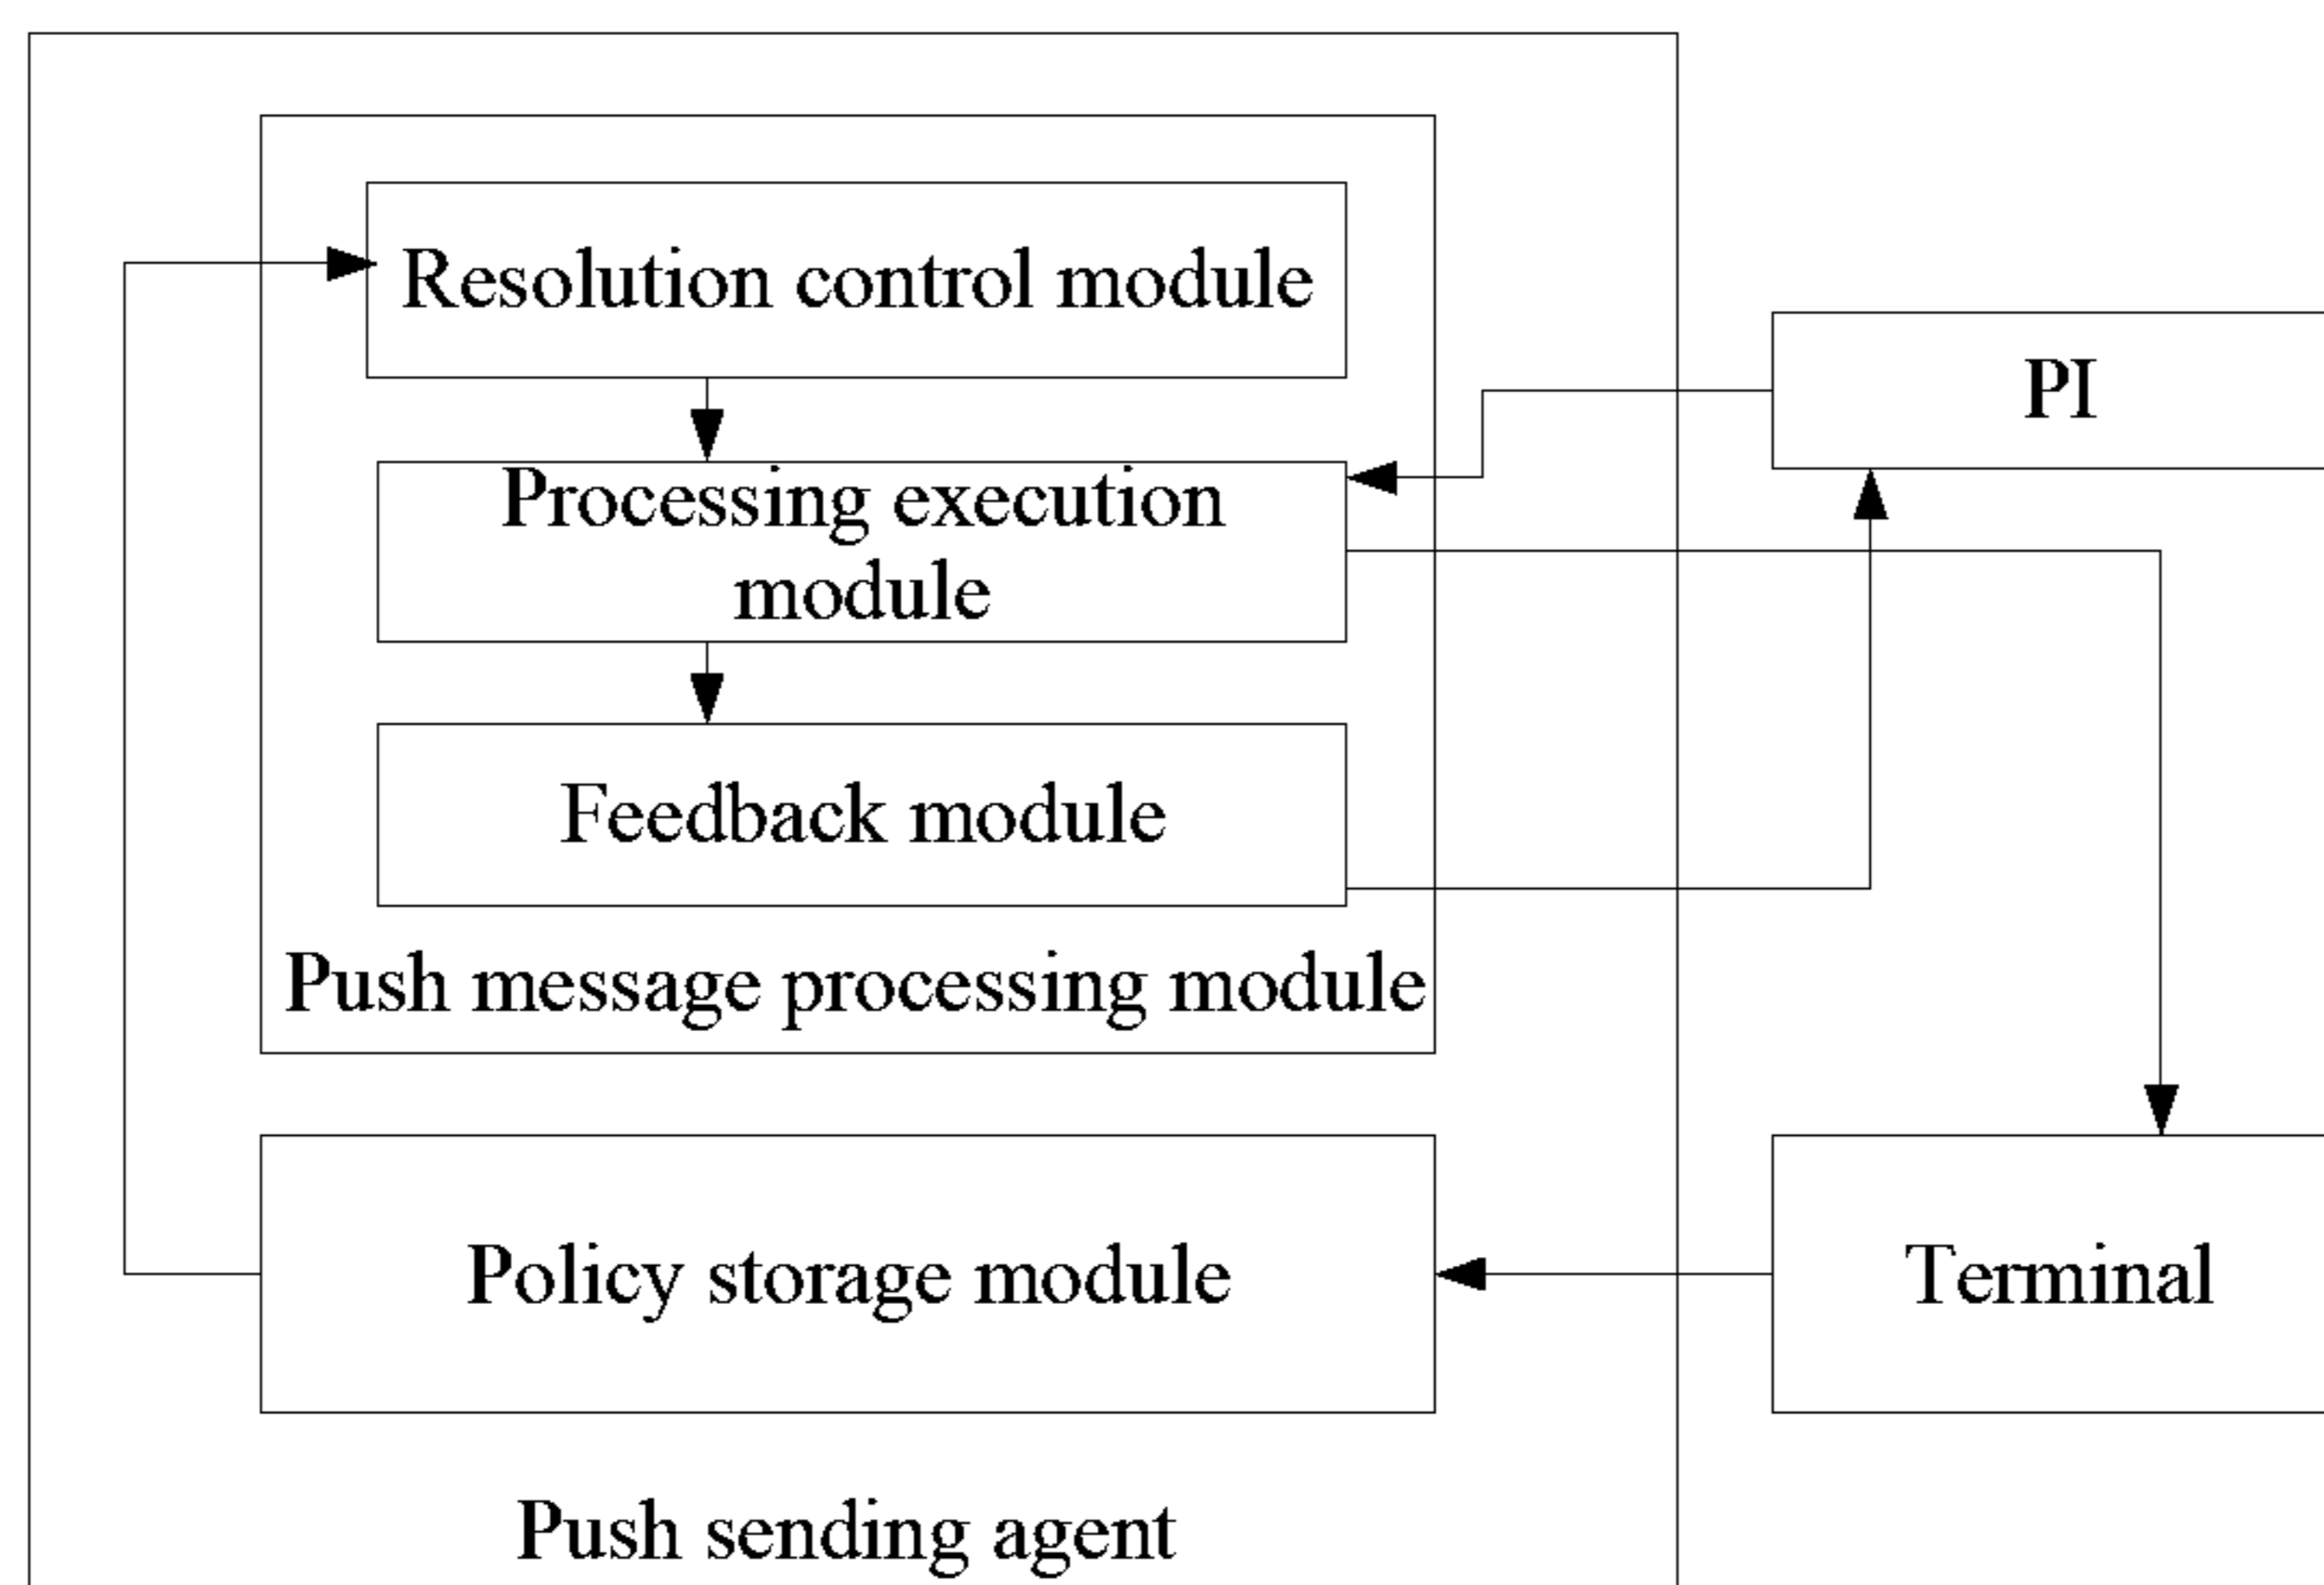 Resolution control module
PI
Processing execution
module
Feedback module
Push message processing module
Policy storage module
Terminal
Push sending agent